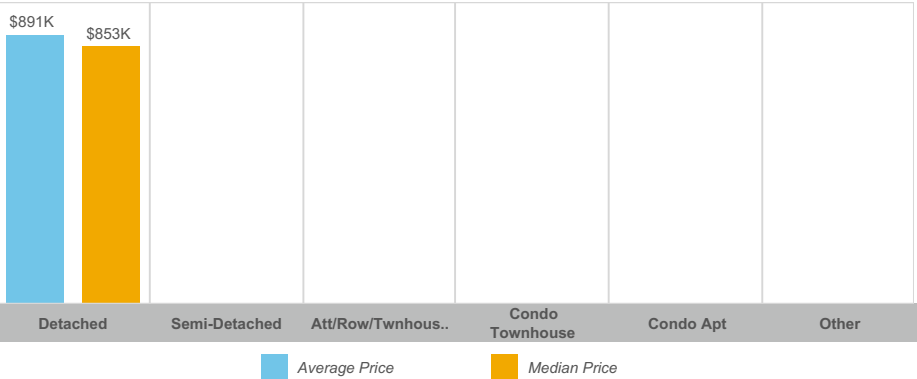 $891K
$853K
Detached
Semi-Detached
Att/Row/Twnhous..
Condo
Townhouse
Condo Apt
Other
Average Price
Median Price